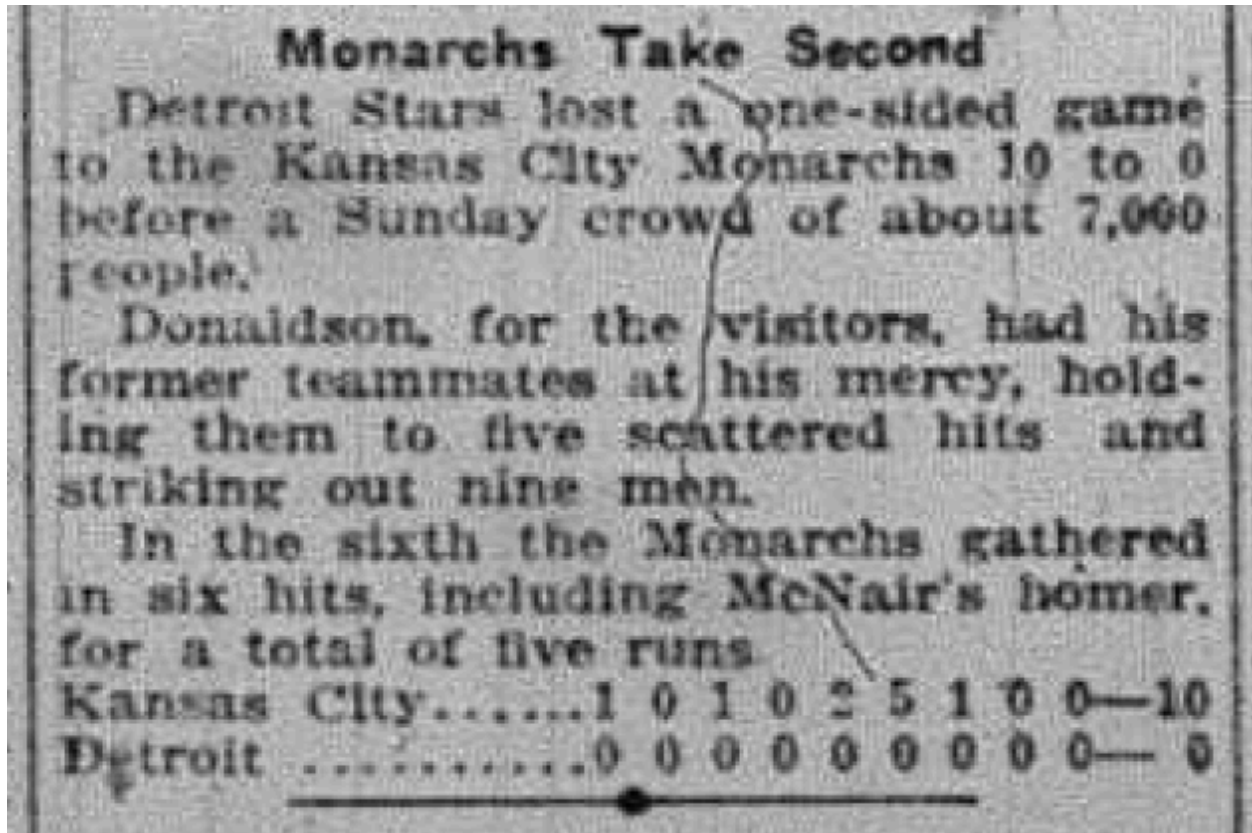 Monarchs Take Second
Detroit Stars lost a one-sided game
to the Kansas City Monarchs 10 to 0
before a Sunday crowd of about 7,000
people.
Donaldson, for the visitors, had his
former teammates at his mercy, hold-
ing them to five scattered hits and
striking out nine men.
In the sixth the Monarchs gathered
in six hits, including McNair's homer,
for a total of five runs
Kansas City......1 0 1 0 2 5 1 0 0—10
Detroit ..........0 0 0 0 0 0 0 0 0— 0